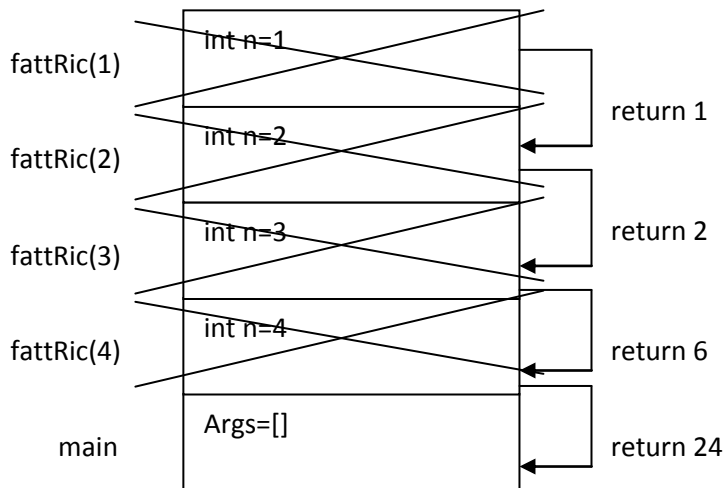 int n=1
fattRic(1)
return 1
int n=2
fattRic(2)
return 2
int n=3
fattRic(3)
int n=4
fattRic(4)
return 6
Args=[]
main
return 24